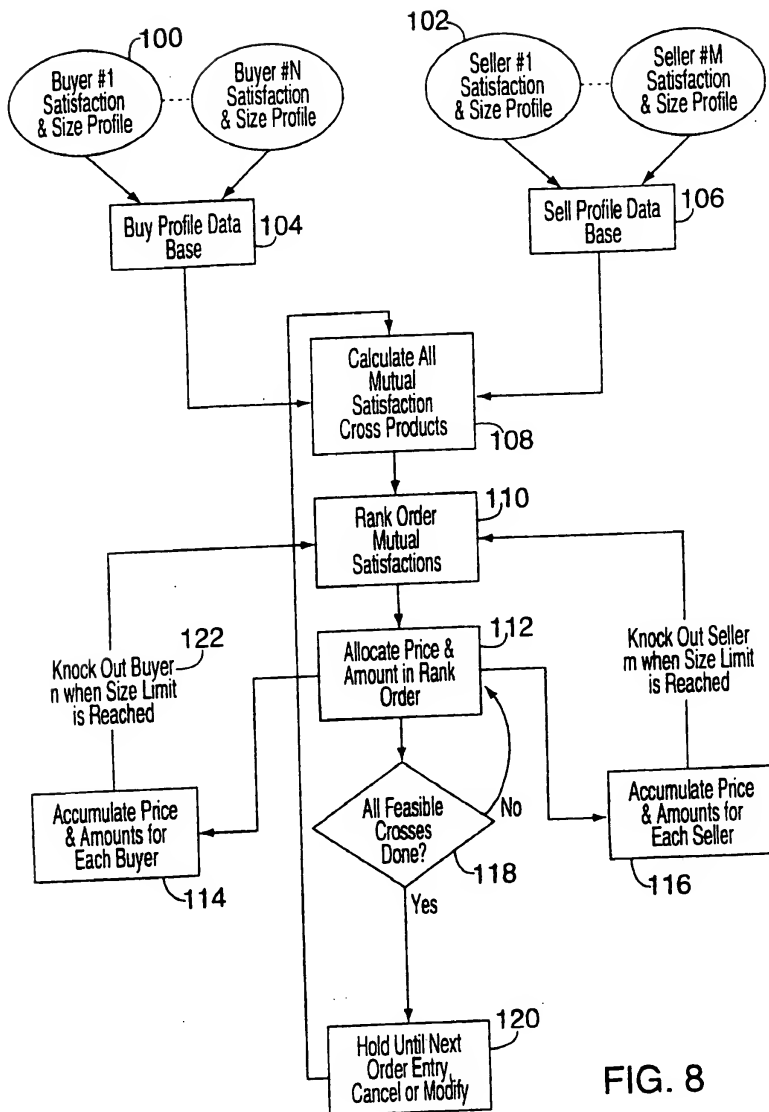 100
Buyer #1
Satisfaction
& Size Profile
Buyer #N
Satisfaction
& Size Profile
102
Seller #1
Satisfaction
& Size Profile
Seller #M
Satisfaction
& Size Profile
Buy Profile Data
Base
104
Sell Profile Data
Base
106
Calculate All
Mutual
Satisfaction
Cross Products
108
110
Rank Order
Mutual
Satisfactions
112
Allocate Price &
Amount in Rank
Order
Knock Out Buyer
n when Size Limit
is Reached
122
Knock Out Seller
m when Size Limit
is Reached
Accumulate Price
& Amounts for
Each Buyer
114
All Feasible
Crosses
Done?
No
118
Yes
Accumulate Price
& Amounts for
Each Seller
116
120
Hold Until Next
Order Entry,
Cancel or Modify
FIG. 8